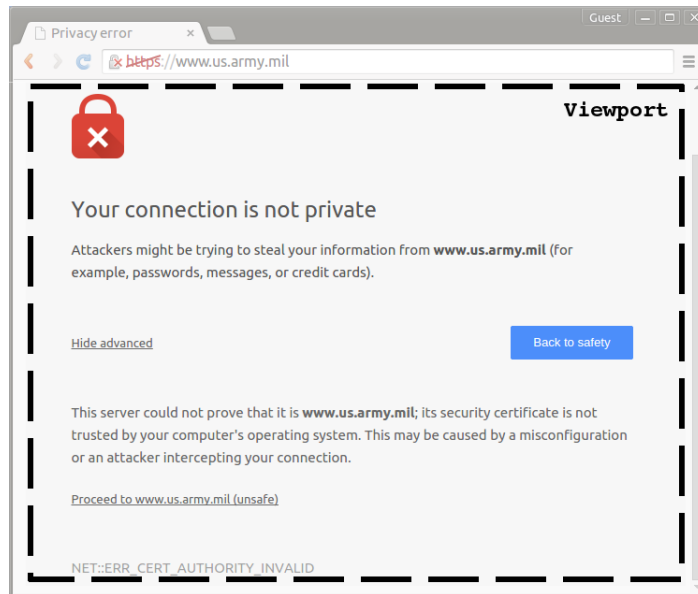 Guest
Privacy error
https://www.us.army.mil
Viewport
Your connection is not private
Attackers might be trying to steal your information from www.us.army.mil (for
example, passwords, messages, or credit cards).
Hide advanced
Back to safety
This server could not prove that it is www.us.army.mil; its security certificate is not
trusted by your computer's operating system. This may be caused by a misconfiguration
or an attacker intercepting your connection.
Proceed to www.us.army.mil (unsafe)
NET::ERR_CERT_AUTHORITY_INVALID